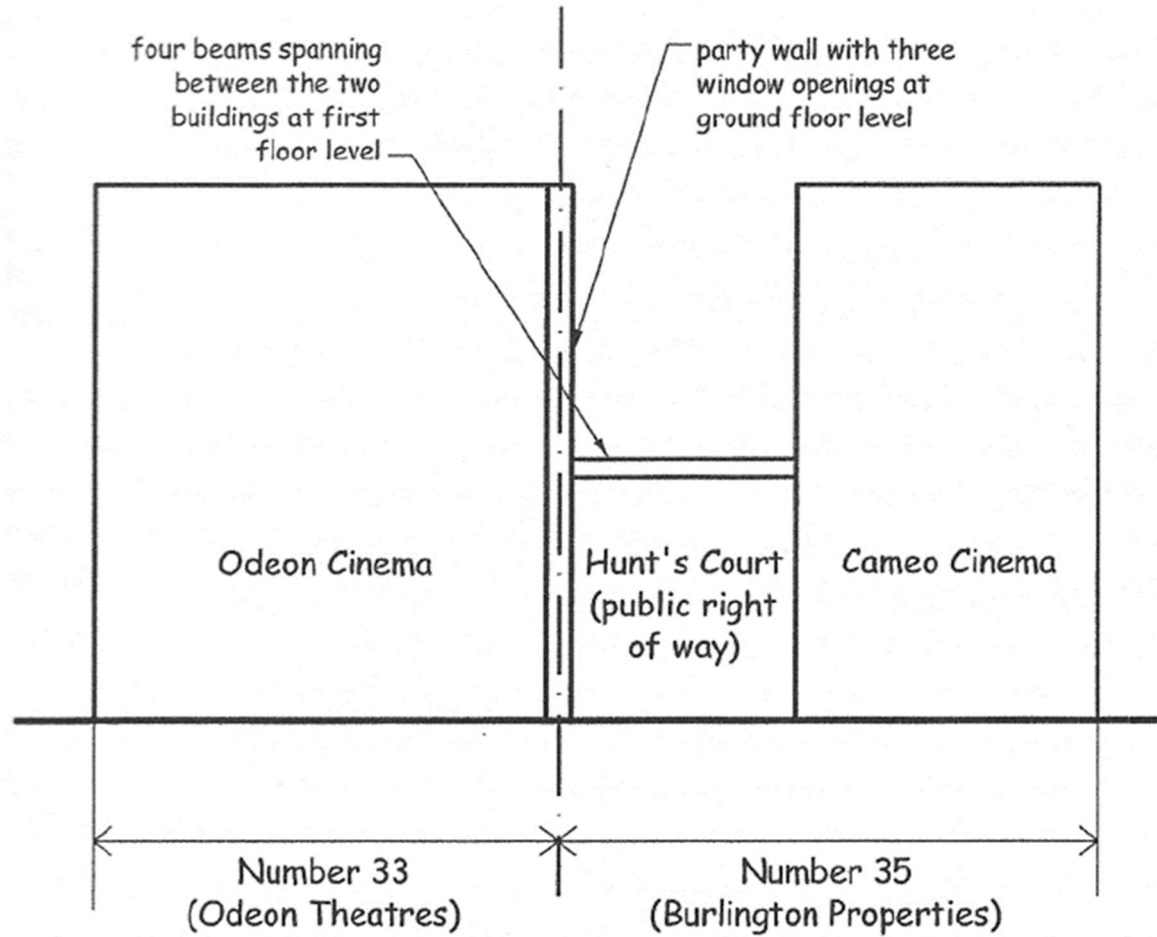 four beams spanning
between the two
buildings at first
floor level
party wall with three
window openings at
ground floor level
Odeon Cinema
Hunt's Court
(public right
of way)
Cameo Cinema
Number 33
(Odeon Theatres)
Number 35
(Burlington Properties)